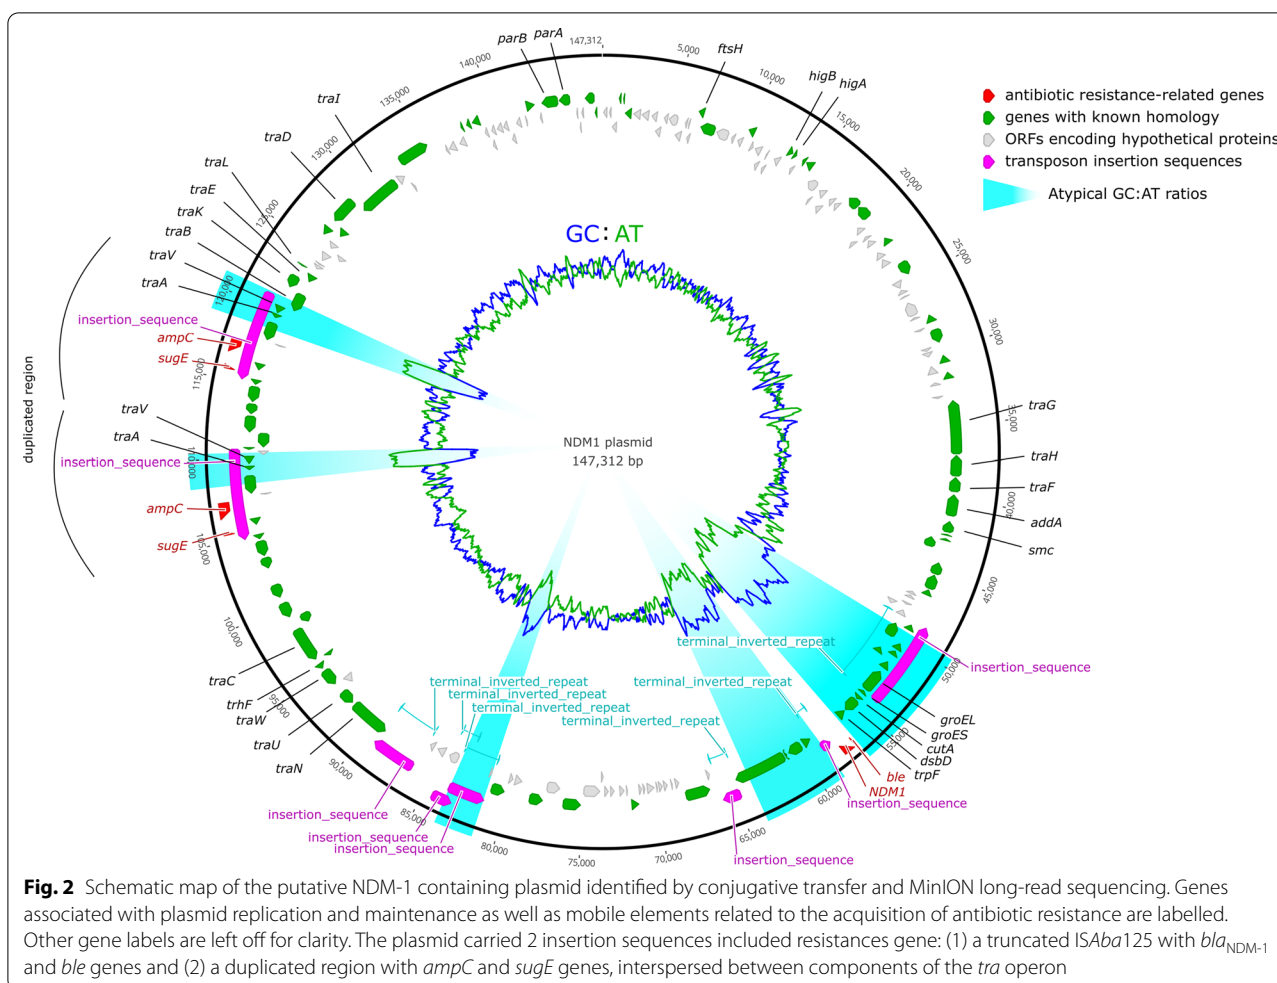 147,312
5,000
10,000
15,000
20,000
25,000
30,000
35,000
40,000
45,000
50,000
55,000
60,000
65,000
70,000
75,000
80,000
85,000
90,000
95,000
100,000
105,000
110,000
115,000
120,000
125,000
130,000
135,000
140,000
parB
parA
ftsH
higB
higA
antibiotic resistance-related genes
genes with known homology
ORFs encoding hypothetical proteins
transposon insertion sequences
Atypical GC:AT ratios
traI
traD
traL
traE
traK
traB
traV
traA
insertion_sequence
ampC
sugE
duplicated region
traV
traA
insertion_sequence
ampC
sugE
GC:AT
NDM1 plasmid
147,312 bp
traG
traH
traF
addA
smc
insertion_sequence
groEL
groES
cutA
dsbD
trpF
ble
NDM1
insertion_sequence
insertion_sequence
terminal_inverted_repeat
terminal_inverted_repeat
terminal_inverted_repeat
terminal_inverted_repeat
terminal_inverted_repeat
terminal_inverted_repeat
traC
trhF
traW
traU
traN
insertion_sequence
insertion_sequence
insertion_sequence
Fig. 2 Schematic map of the putative NDM-1 containing plasmid identified by conjugative transfer and MinION long-read sequencing. Genes
associated with plasmid replication and maintenance as well as mobile elements related to the acquisition of antibiotic resistance are labelled.
Other gene labels are left off for clarity. The plasmid carried 2 insertion sequences included resistances gene: (1) a truncated ISAba125 with blaNDM-1
and ble genes and (2) a duplicated region with ampC and sugE genes, interspersed between components of the tra operon